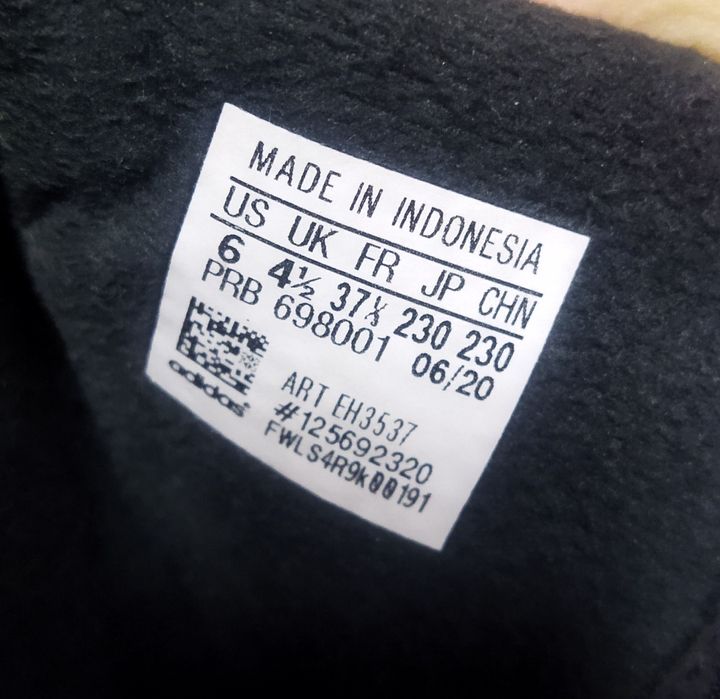 MADE IN INDONESIA
US UK FR JP CHN
6 4½ 37⅓ 230 230
PRB 698001 06/20
adidas
ART EH3537
#125692320
FWLS4R9k00191